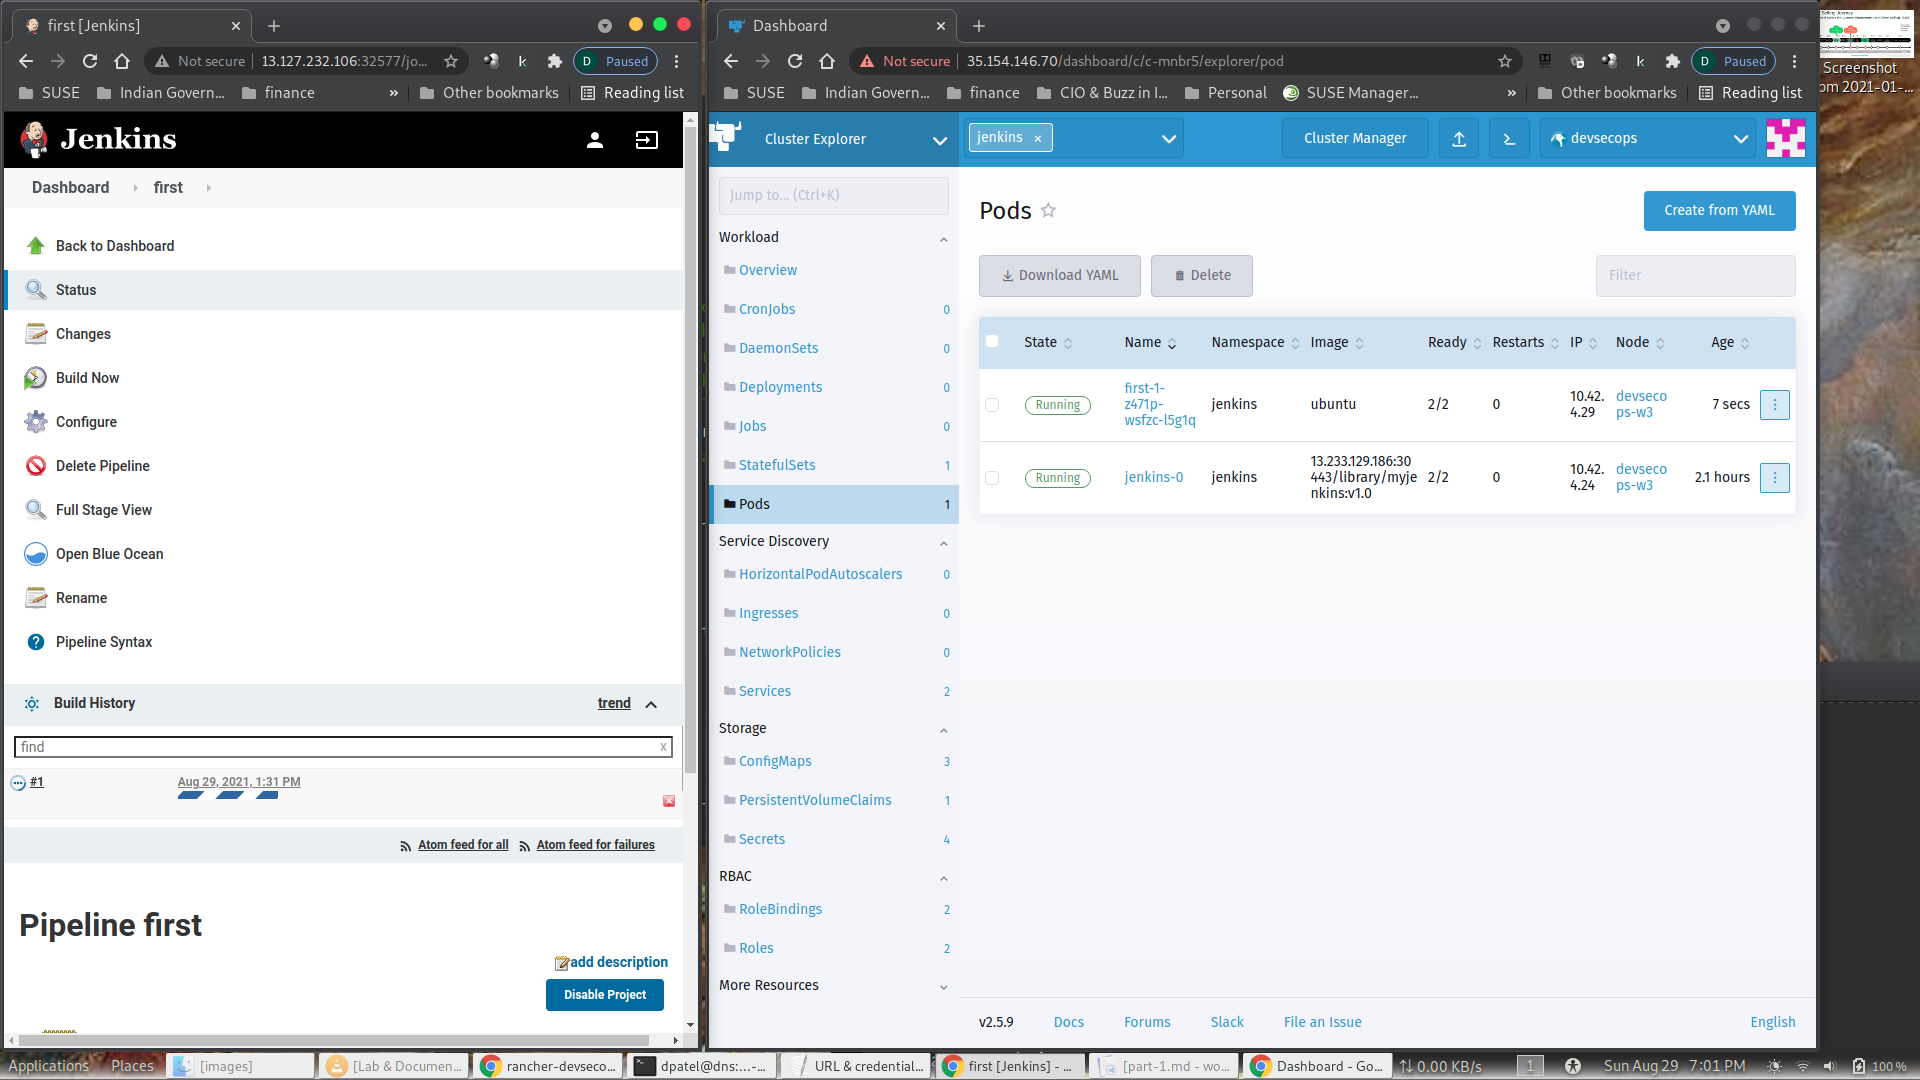 first [Jenkins]
Not secure 13.127.232.106:32577/jo... D Paused
SUSE Indian Govern... finance » Other bookmarks Reading list
Jenkins
Dashboard first
Back to Dashboard
Status
Changes
Build Now
Configure
Delete Pipeline
Full Stage View
Open Blue Ocean
Rename
Pipeline Syntax
Build History trend
find x
#1 Aug 29, 2021, 1:31 PM
Atom feed for all Atom feed for failures
Pipeline first
add description
Disable Project
Dashboard
Not secure 35.154.146.70/dashboard/c/c-mnbr5/explorer/pod D Paused
SUSE Indian Govern... finance CIO & Buzz in I... Personal SUSE Manager... » Other bookmarks Reading list
Cluster Explorer jenkins × Cluster Manager devsecops
Jump to... (Ctrl+K)
Workload
Overview
CronJobs 0
DaemonSets 0
Deployments 0
Jobs 0
StatefulSets 1
Pods 1
Service Discovery
HorizontalPodAutoscalers 0
Ingresses 0
NetworkPolicies 0
Services 2
Storage
ConfigMaps 3
PersistentVolumeClaims 1
Secrets 4
RBAC
RoleBindings 2
Roles 2
More Resources
Pods Create from YAML
Download YAML Delete Filter
State Name Namespace Image Ready Restarts IP Node Age
Running first-1-z471p-wsfzc-l5g1q jenkins ubuntu 2/2 0 10.42.4.29 devsecops-w3 7 secs
Running jenkins-0 jenkins 13.233.129.186:30443/library/myjenkins:v1.0 2/2 0 10.42.4.24 devsecops-w3 2.1 hours
v2.5.9 Docs Forums Slack File an Issue English
Screenshot
om 2021-01-...
Applications Places [images] [Lab & Documen... rancher-devseco... dpatel@dns:...-... URL & credential... first [Jenkins] - ... [part-1.md - wo... Dashboard - Go... 0.00 KB/s 1 Sun Aug 29 7:01 PM 100 %